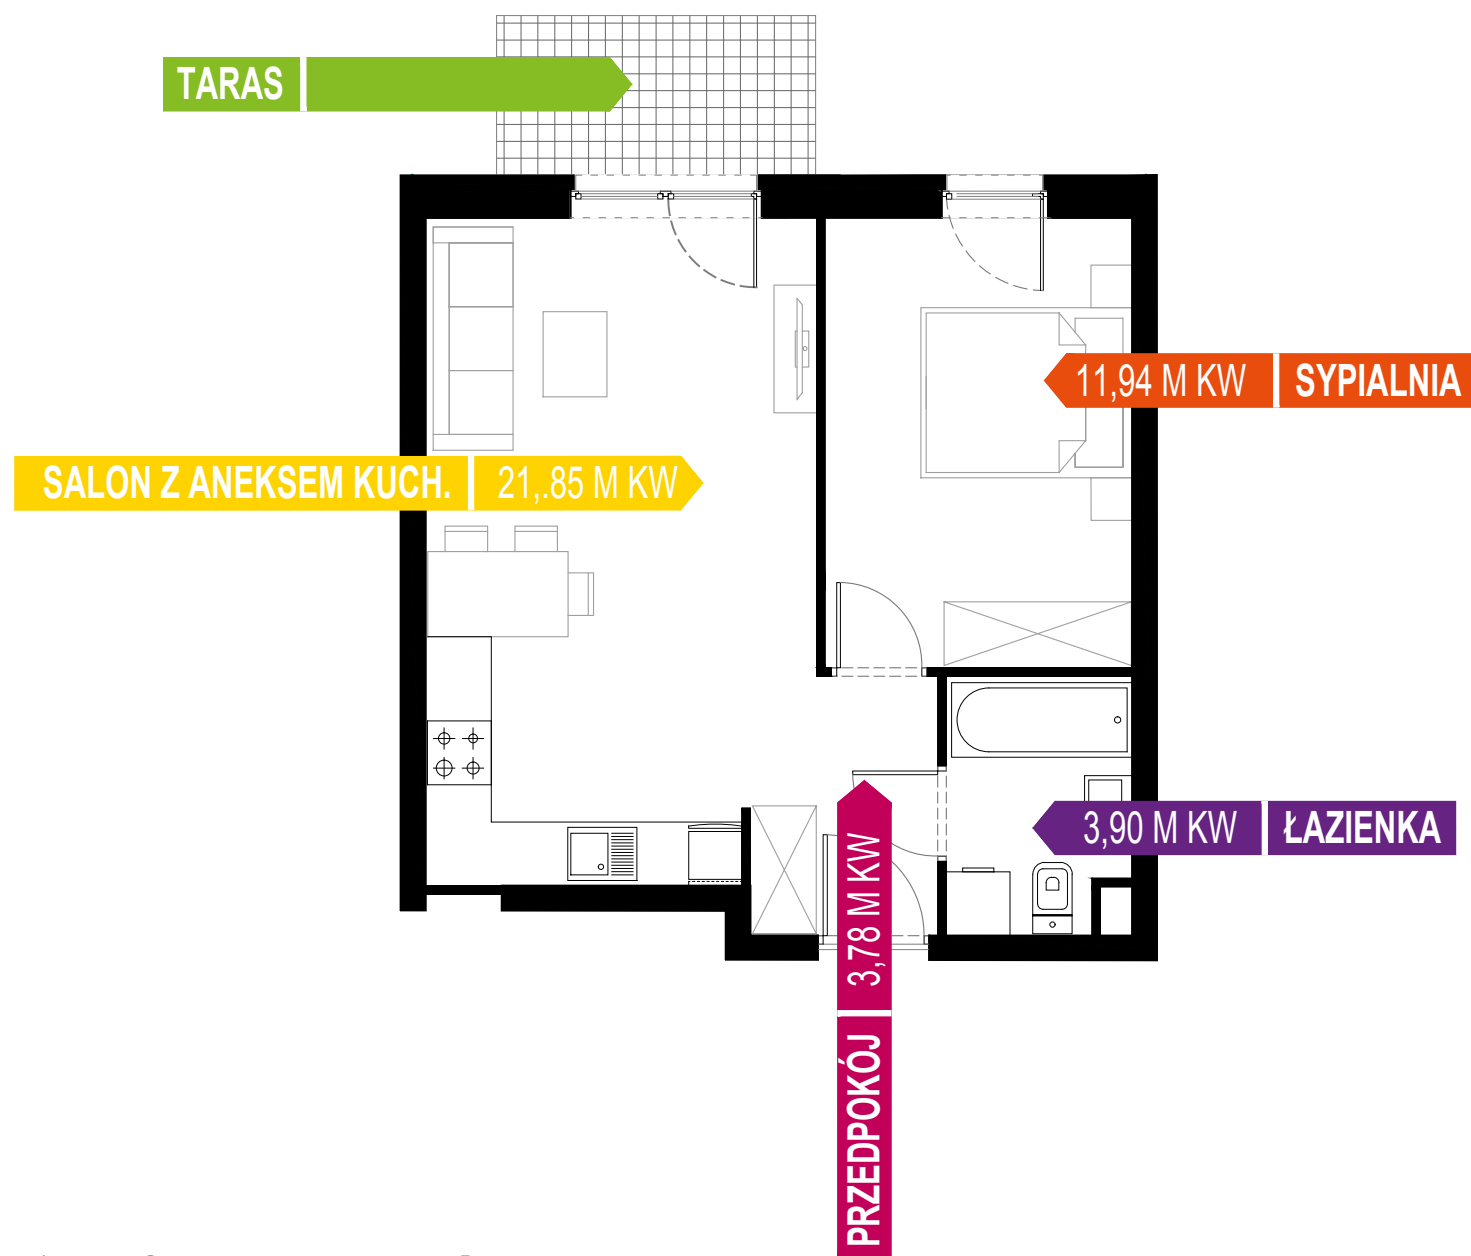 TARAS
11,94 M KW SYPIALNIA
SALON Z ANEKSEM KUCH. 21,.85 M KW
3,90 M KW ŁAZIENKA
PRZEDPOKÓJ 3,78 M KW